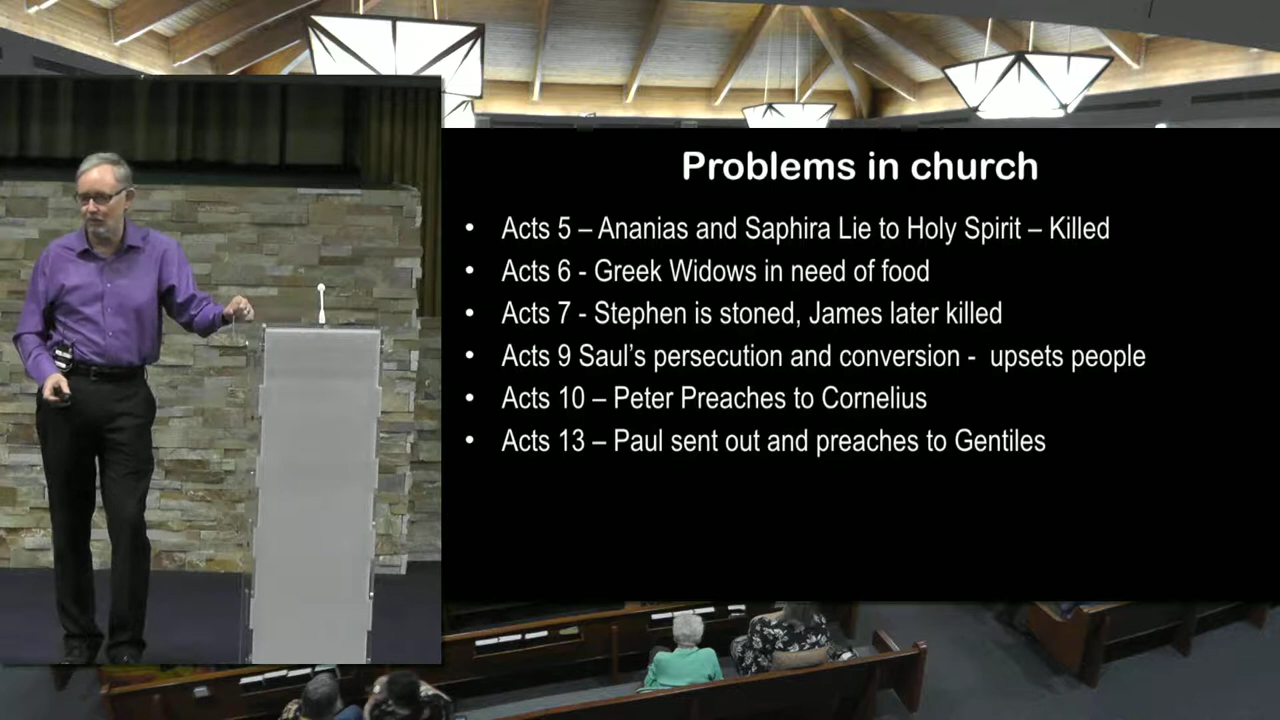 Problems in church
• Acts 5 – Ananias and Saphira Lie to Holy Spirit – Killed
• Acts 6 - Greek Widows in need of food
• Acts 7 - Stephen is stoned, James later killed
• Acts 9 Saul’s persecution and conversion -  upsets people
• Acts 10 – Peter Preaches to Cornelius
• Acts 13 – Paul sent out and preaches to Gentiles